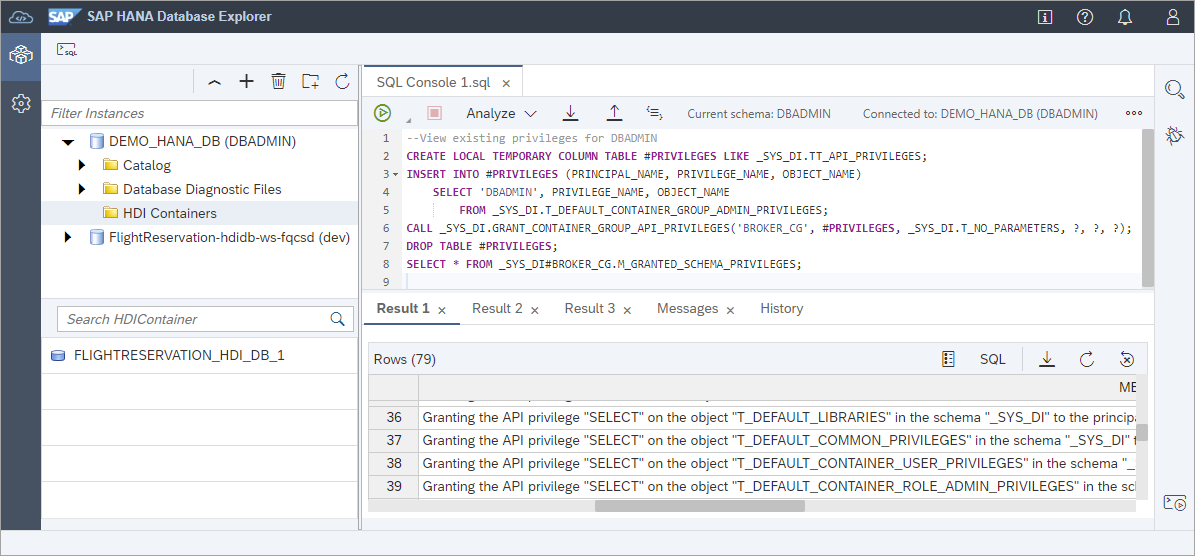 SAP SAP HANA Database Explorer
SQL
Filter Instances
DEMO_HANA_DB (DBADMIN)
Catalog
Database Diagnostic Files
HDI Containers
FlightReservation-hdidb-ws-fqcsd (dev)
Search HDIContainer
FLIGHTRESERVATION_HDI_DB_1
SQL Console 1.sql
Analyze Current schema: DBADMIN Connected to: DEMO_HANA_DB (DBADMIN)
1 --View existing privileges for DBADMIN
2 CREATE LOCAL TEMPORARY COLUMN TABLE #PRIVILEGES LIKE _SYS_DI.TT_API_PRIVILEGES;
3 INSERT INTO #PRIVILEGES (PRINCIPAL_NAME, PRIVILEGE_NAME, OBJECT_NAME)
4 SELECT 'DBADMIN', PRIVILEGE_NAME, OBJECT_NAME
5 FROM _SYS_DI.T_DEFAULT_CONTAINER_GROUP_ADMIN_PRIVILEGES;
6 CALL _SYS_DI.GRANT_CONTAINER_GROUP_API_PRIVILEGES('BROKER_CG', #PRIVILEGES, _SYS_DI.T_NO_PARAMETERS, ?, ?, ?);
7 DROP TABLE #PRIVILEGES;
8 SELECT * FROM _SYS_DI#BROKER_CG.M_GRANTED_SCHEMA_PRIVILEGES;
9
Result 1 Result 2 Result 3 Messages History
Rows (79) SQL
ME
36 Granting the API privilege "SELECT" on the object "T_DEFAULT_LIBRARIES" in the schema "_SYS_DI" to the principa
37 Granting the API privilege "SELECT" on the object "T_DEFAULT_COMMON_PRIVILEGES" in the schema "_SYS_DI" t
38 Granting the API privilege "SELECT" on the object "T_DEFAULT_CONTAINER_USER_PRIVILEGES" in the schema "_
39 Granting the API privilege "SELECT" on the object "T_DEFAULT_CONTAINER_ROLE_ADMIN_PRIVILEGES" in the sc